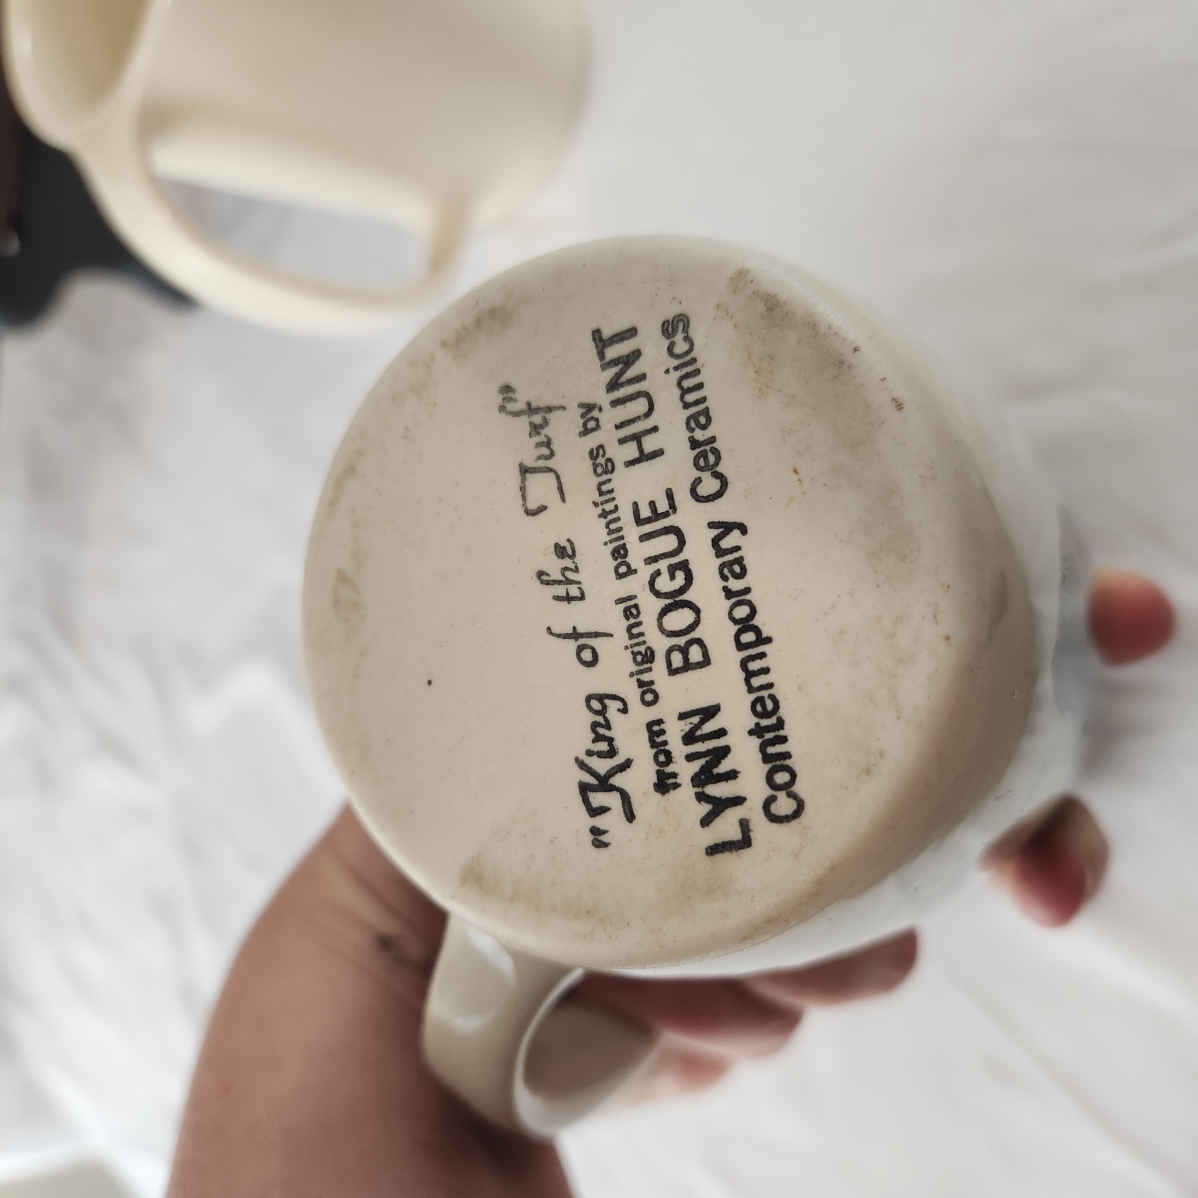 "King of the Turf"
from original paintings by
LYNN BOGUE HUNT
Contemporary Ceramics